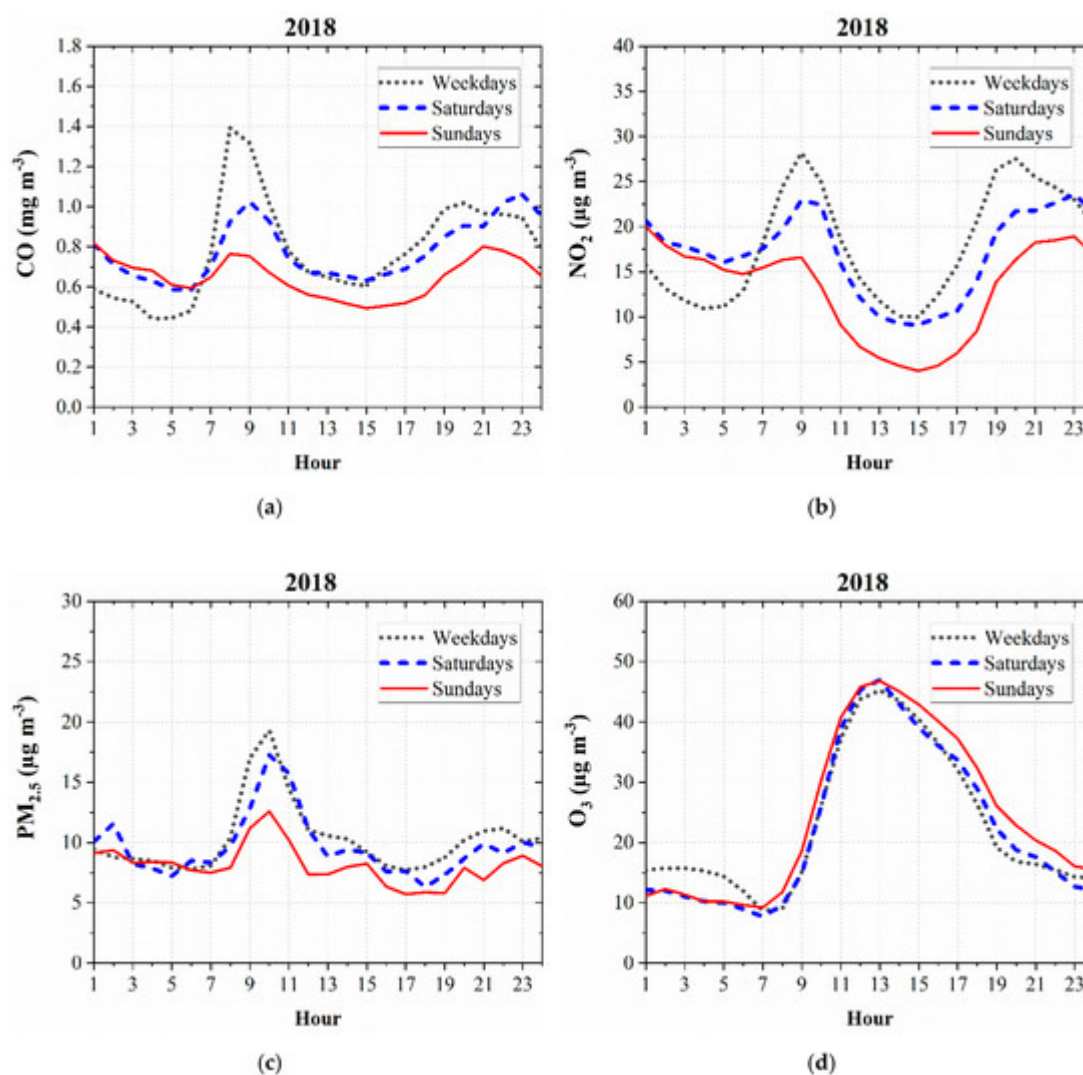 2018
CO (mg m⁻³)
1.8
1.6
1.4
1.2
1.0
0.8
0.6
0.4
0.2
0.0
Weekdays
Saturdays
Sundays
1 3 5 7 9 11 13 15 17 19 21 23
Hour
(a)
2018
NO₂ (µg m⁻³)
40
35
30
25
20
15
10
5
0
Weekdays
Saturdays
Sundays
1 3 5 7 9 11 13 15 17 19 21 23
Hour
(b)
2018
PM₂.₅ (µg m⁻³)
30
25
20
15
10
5
0
Weekdays
Saturdays
Sundays
1 3 5 7 9 11 13 15 17 19 21 23
Hour
(c)
2018
O₃ (µg m⁻³)
60
50
40
30
20
10
0
Weekdays
Saturdays
Sundays
1 3 5 7 9 11 13 15 17 19 21 23
Hour
(d)